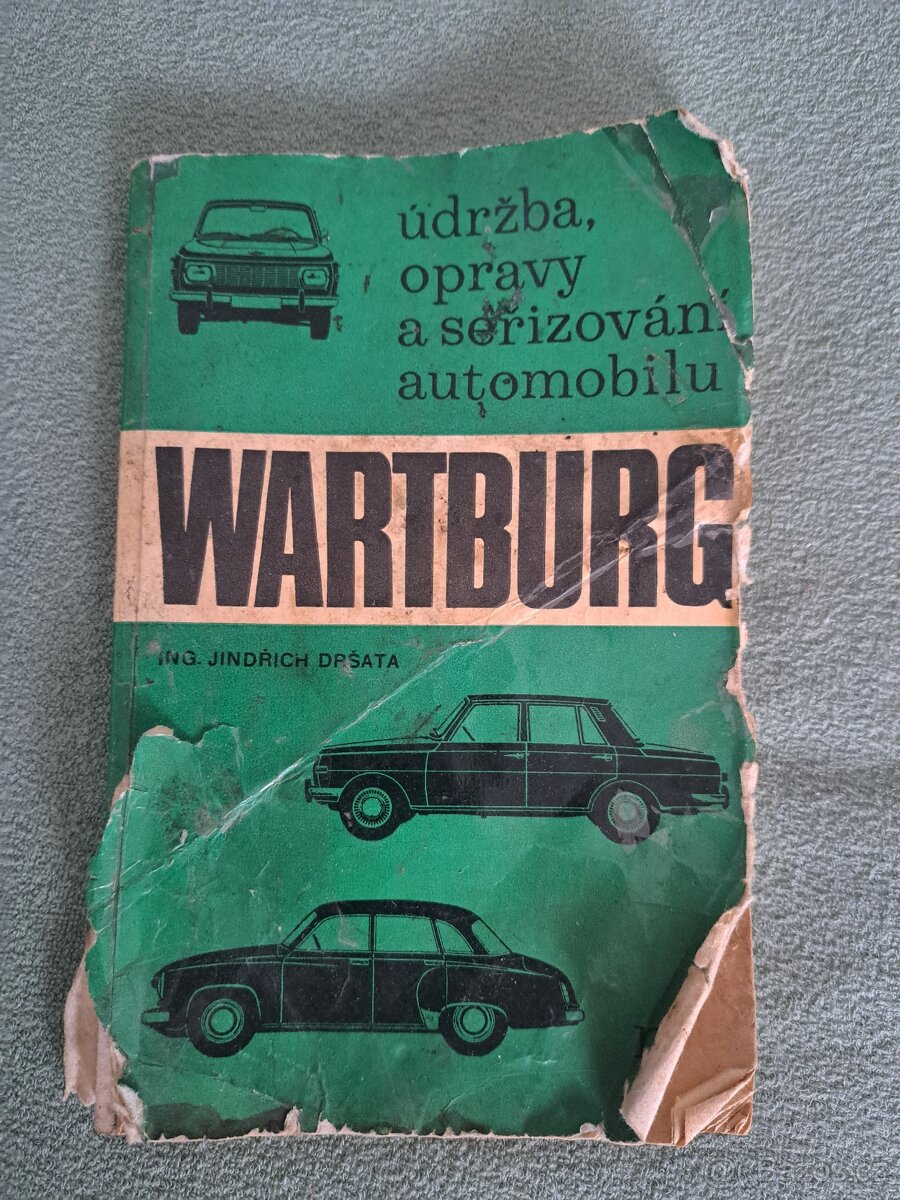 údržba,
opravy
a seřizování
automobilu
WARTBURG
ING. JINDŘICH DRŠATA